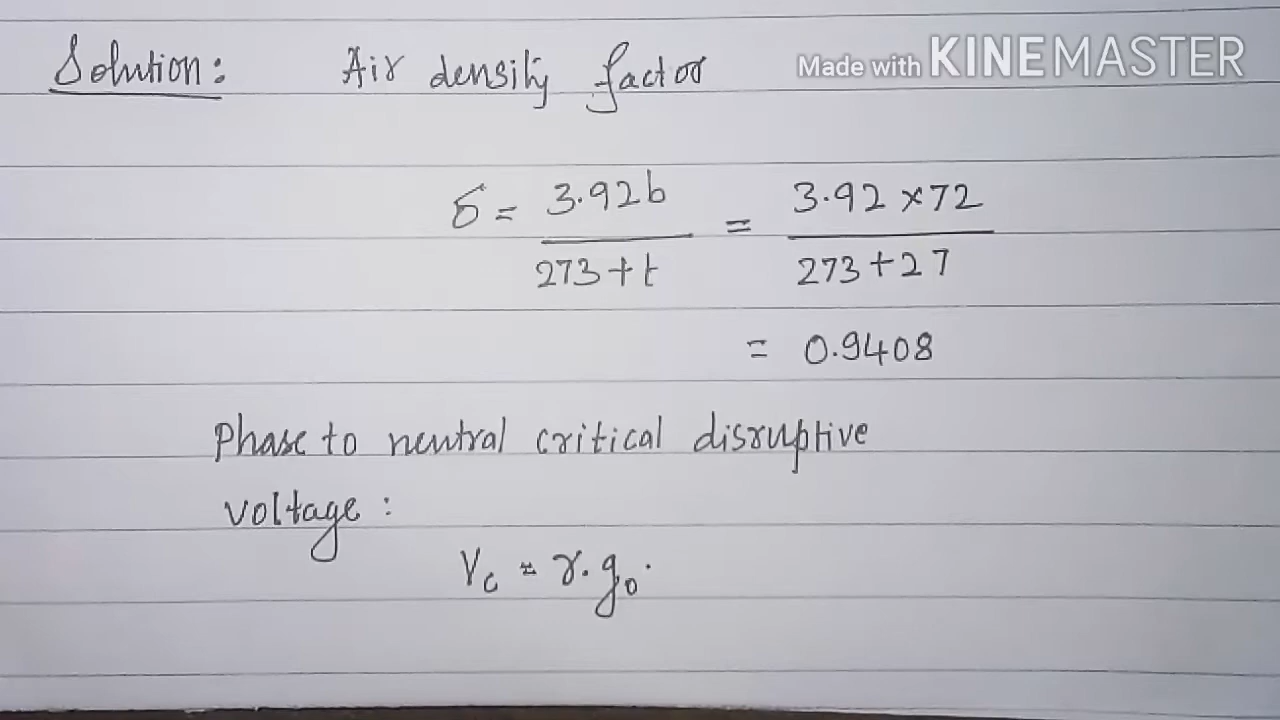 Solution: Air density factor
Made with KINEMASTER
δ = 3.92b / 273+t = 3.92 × 72 / 273+27
= 0.9408
Phase to neutral critical disruptive
voltage :
Vc = r. g0.